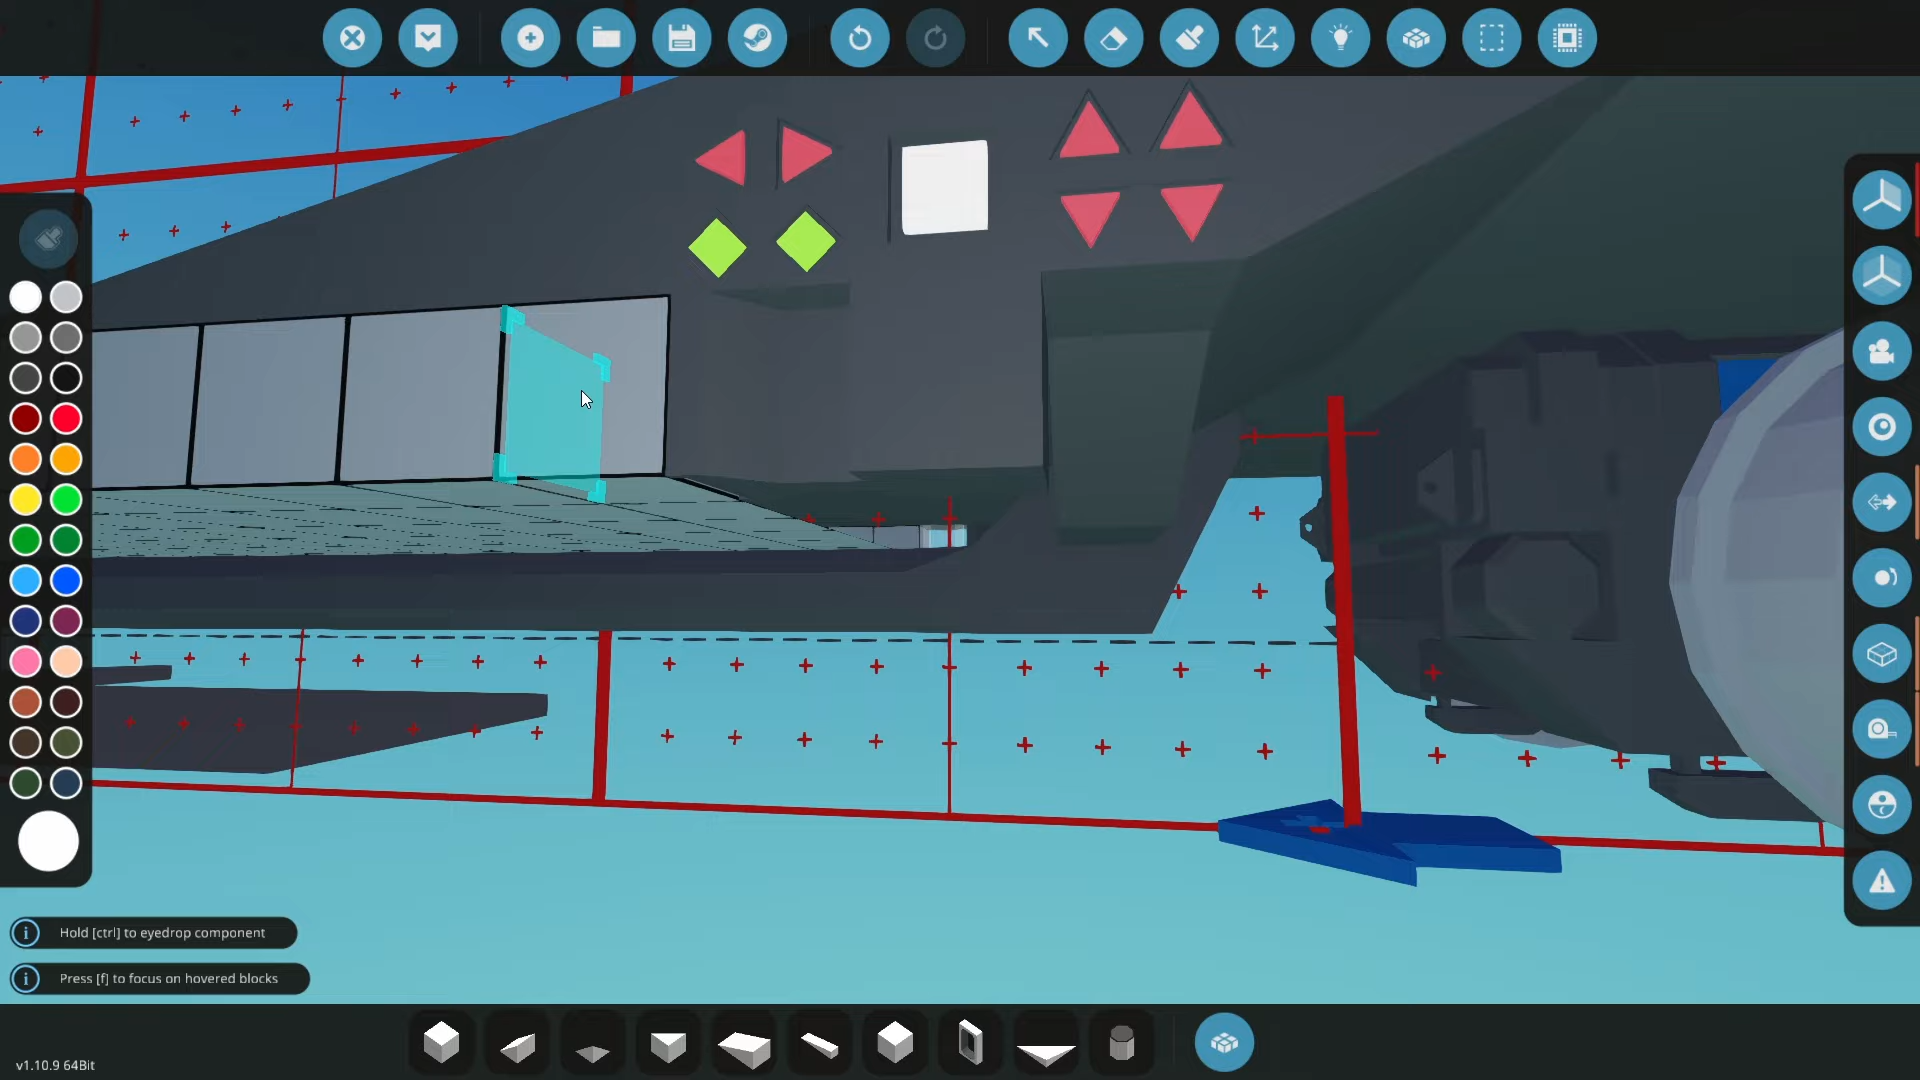 Hold [ctrl] to eyedrop component
Press [f] to focus on hovered blocks
v1.10.9 64Bit